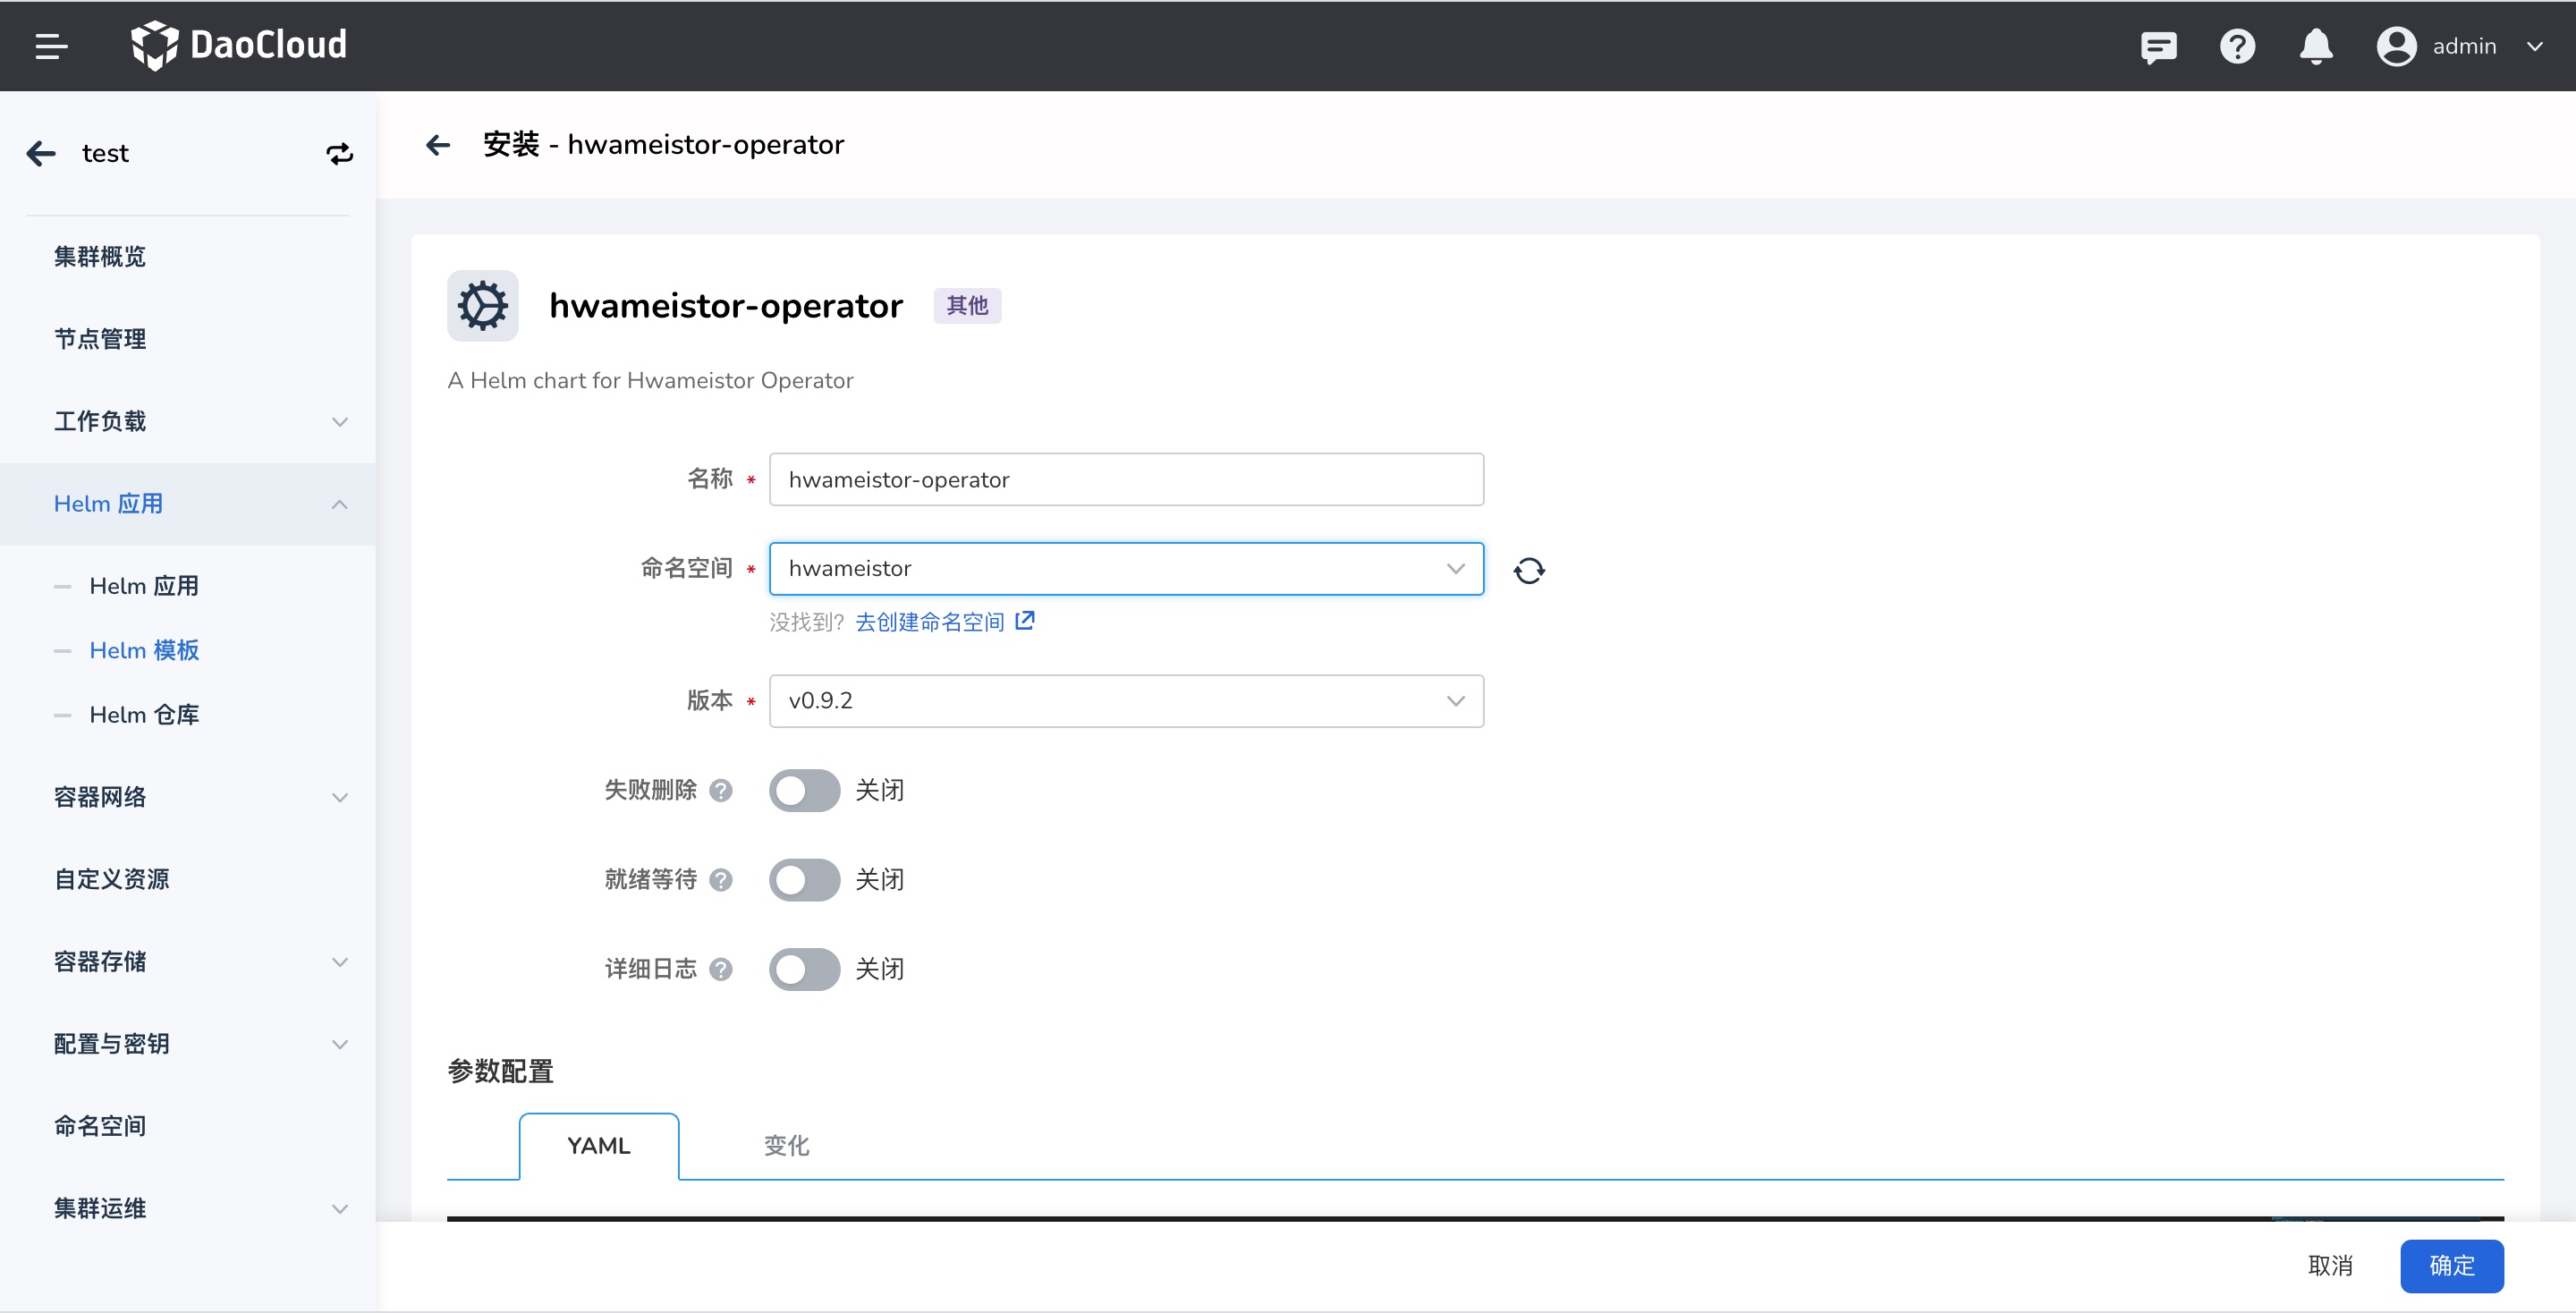 DaoCloud
admin
test
集群概览
节点管理
工作负载
Helm 应用
Helm 应用
Helm 模板
Helm 仓库
容器网络
自定义资源
容器存储
配置与密钥
命名空间
集群运维
安装 - hwameistor-operator
hwameistor-operator 其他
A Helm chart for Hwameistor Operator
名称 * hwameistor-operator
命名空间 * hwameistor
没找到? 去创建命名空间
版本 * v0.9.2
失败删除 ? 关闭
就绪等待 ? 关闭
详细日志 ? 关闭
参数配置
YAML 变化
取消 确定